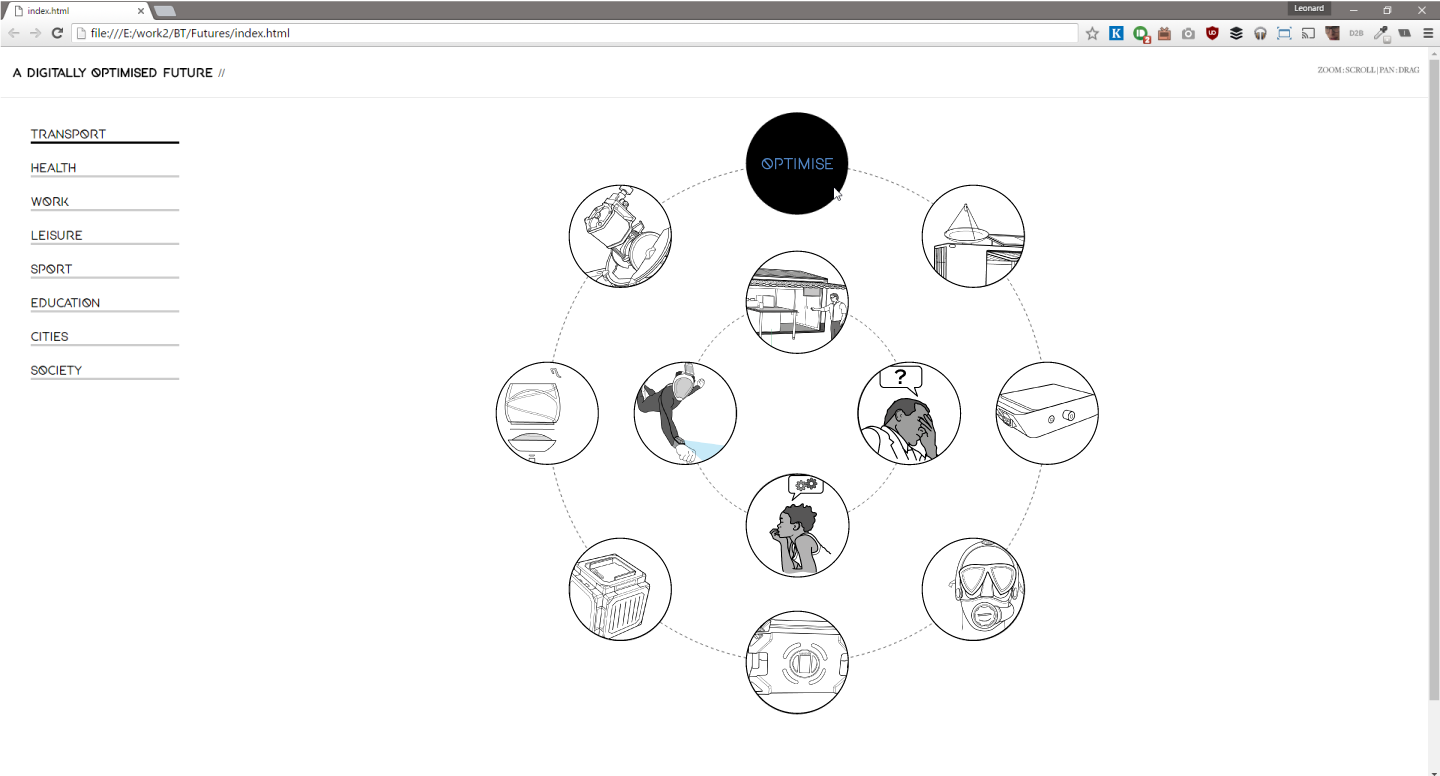 index.html
Leonard
file:///E:/work2/BT/Futures/index.html
2
D2B
A DIGITALLY OPTIMISED FUTURE //
ZOOM:SCROLL|PAN:DRAG
TRANSPORT
HEALTH
WORK
LEISURE
SPORT
EDUCATION
CITIES
SOCIETY
OPTIMISE
?